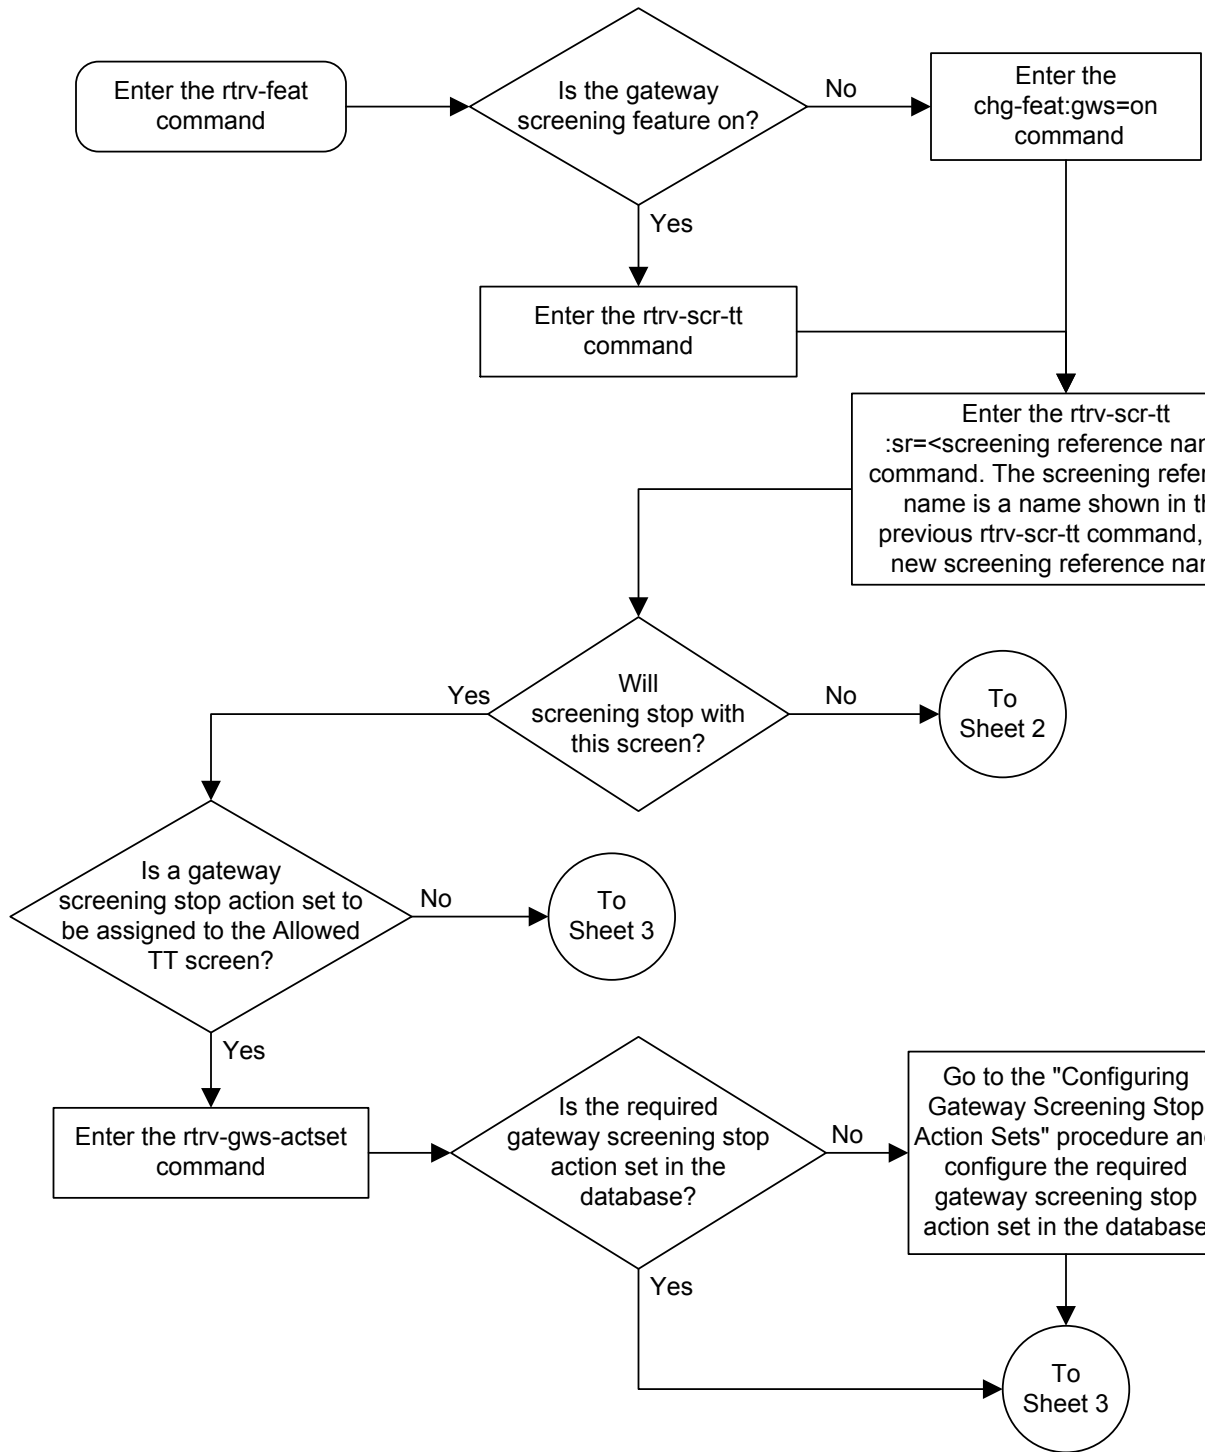 Enter the rtrv-feat
command
Is the gateway
screening feature on?
No
Enter the
chg-feat:gws=on
command
Yes
Enter the rtrv-scr-tt
command
Enter the rtrv-scr-tt
:sr=<screening reference
command. The screening
name is a name shown in
previous rtrv-scr-tt command,
new screening reference
Will
screening stop with
this screen?
Yes
No
To
Sheet 2
Is a gateway
screening stop action set to
be assigned to the Allowed
TT screen?
No
To
Sheet 3
Yes
Enter the rtrv-gws-actset
command
Is the required
gateway screening stop
action set in the
database?
No
Go to the "Configuring
Gateway Screening Stop
Action Sets" procedure and
configure the required
gateway screening stop
action set in the database
Yes
To
Sheet 3